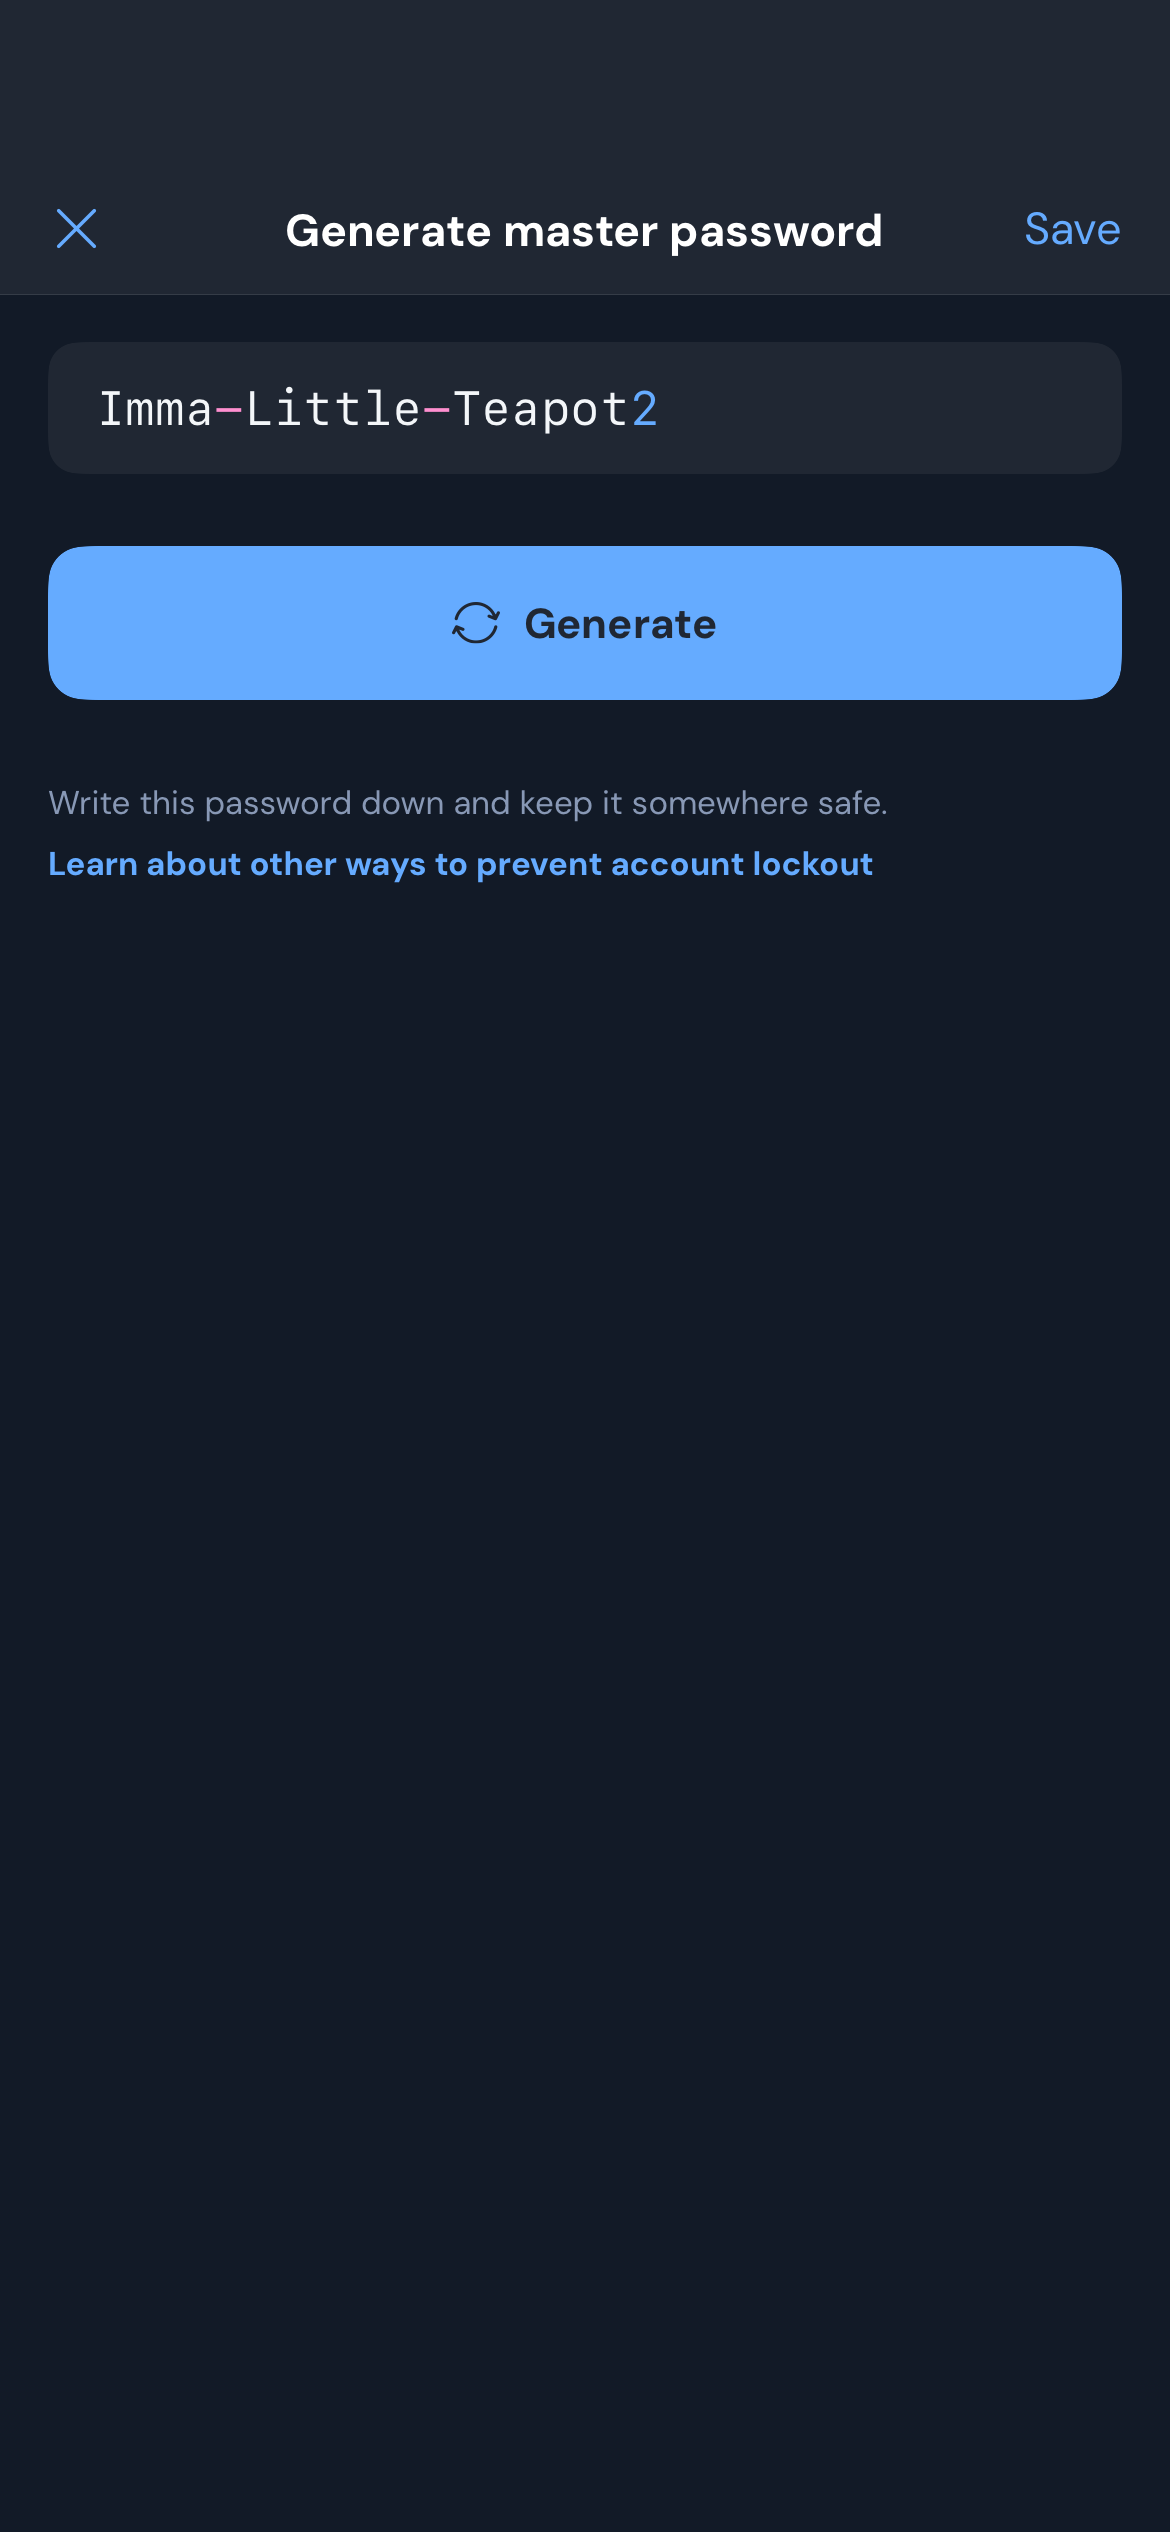 Generate master password
Save
Imma-Little-Teapot2
Generate
Write this password down and keep it somewhere safe.
Learn about other ways to prevent account lockout